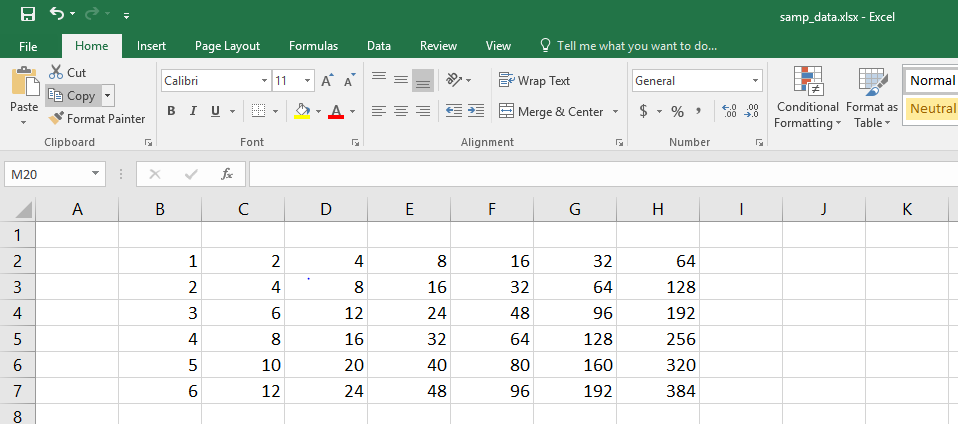 samp_data.xlsx - Excel
File Home Insert Page Layout Formulas Data Review View Tell me what you want to do...
Paste
Cut
Copy
Format Painter
Calibri 11 A A
B I U A
Wrap Text
Merge & Center
General
$ % ,
.0 .00
.00 .0
Conditional Formatting
Format as Table
Normal
Neutral
Clipboard Font Alignment Number
M20 fx
A B C D E F G H I J K
1
2 1 2 4 8 16 32 64
3 2 4 8 16 32 64 128
4 3 6 12 24 48 96 192
5 4 8 16 32 64 128 256
6 5 10 20 40 80 160 320
7 6 12 24 48 96 192 384
8